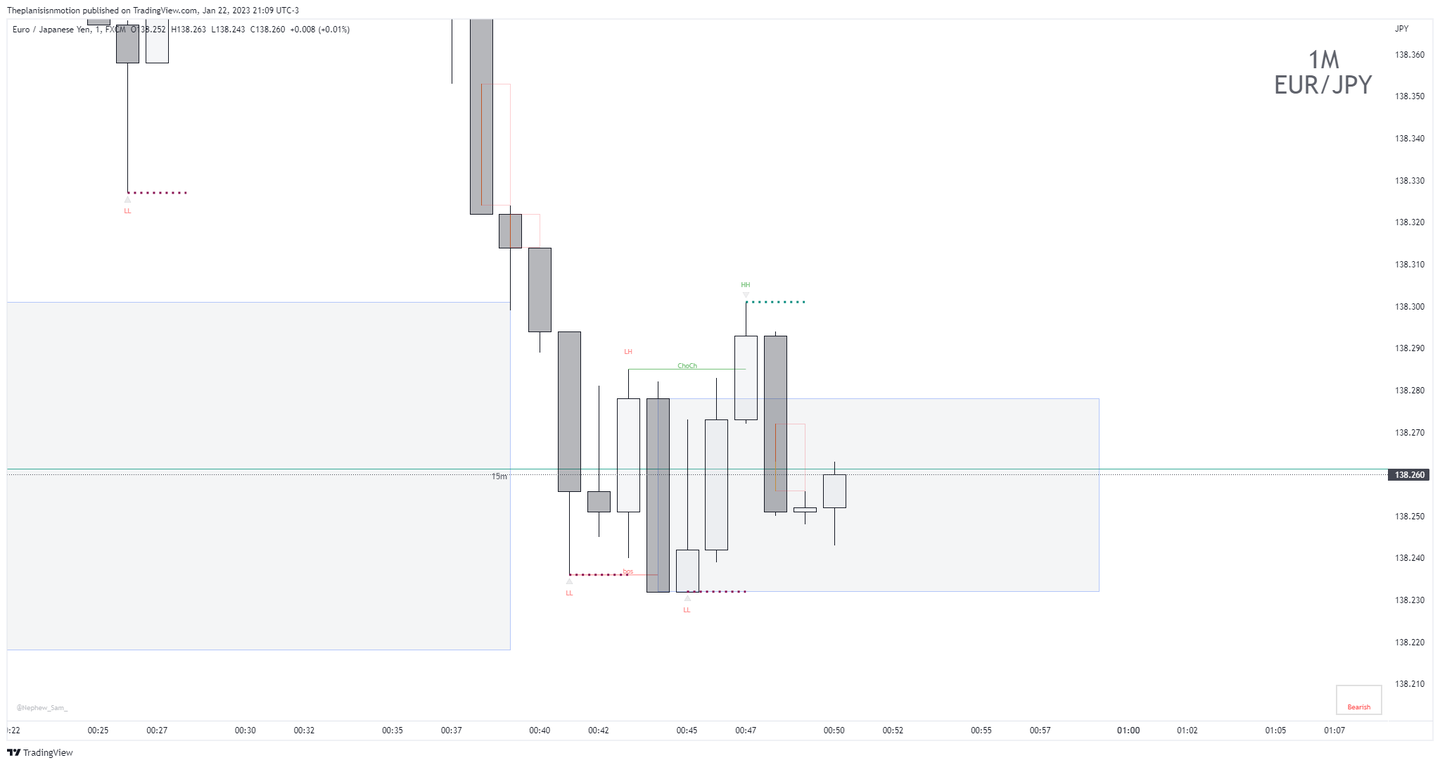 Theplanisisnmotion published on TradingView.com, Jan 22, 2023 21:09 UTC-3
Euro / Japanese Yen, 1, FXCM O138.252 H138.263 L138.243 C138.260 +0.008 (+0.01%)
JPY
1M
EUR/JPY
138.360
138.350
138.340
138.330
LL
138.320
138.310
HH
138.300
LH
138.290
ChoCh
138.280
138.270
15m
138.260
138.250
138.240
bos
LL
138.230
LL
138.220
138.210
@Nephew_Sam_
Bearish
):22 00:25 00:27 00:30 00:32 00:35 00:37 00:40 00:42 00:45 00:47 00:50 00:52 00:55 00:57 01:00 01:02 01:05 01:07
TradingView